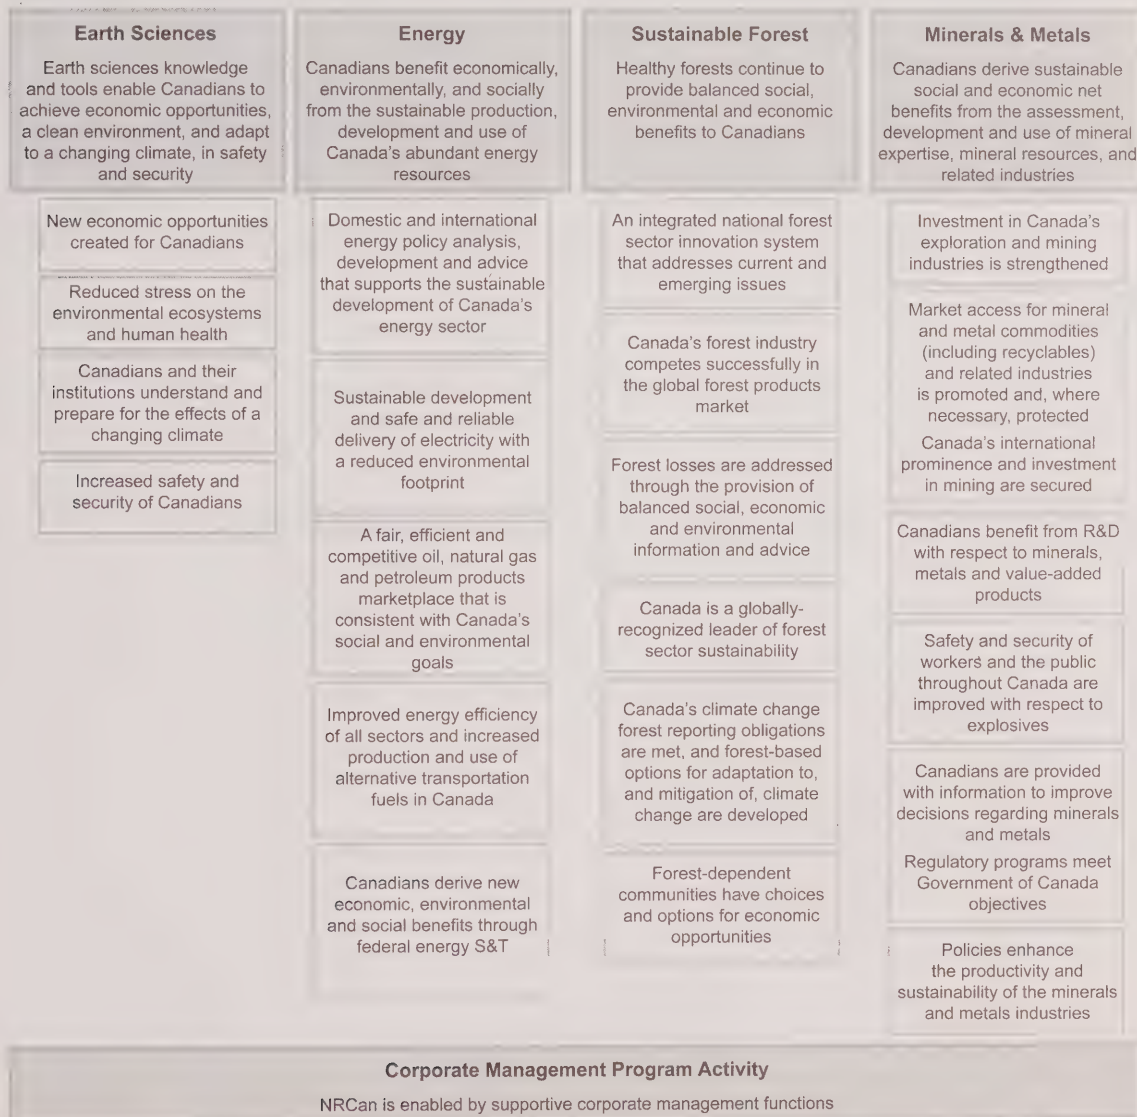 Earth Sciences
Earth sciences knowledge
and tools enable Canadians to
achieve economic opportunities,
a clean environment, and adapt
to a changing climate, in safety
and security
New economic opportunities
created for Canadians
Reduced stress on the
environmental ecosystems
and human health
Canadians and their
institutions understand and
prepare for the effects of a
changing climate
Increased safety and
security of Canadians
Energy
Canadians benefit economically,
environmentally, and socially
from the sustainable production,
development and use of
Canada's abundant energy
resources
Domestic and international
energy policy analysis,
development and advice
that supports the sustainable
development of Canada's
energy sector
Sustainable development
and safe and reliable
delivery of electricity with
a reduced environmental
footprint
A fair, efficient and
competitive oil, natural gas
and petroleum products
marketplace that is
consistent with Canada's
social and environmental
goals
Improved energy efficiency
of all sectors and increased
production and use of
alternative transportation
fuels in Canada
Canadians derive new
economic, environmental
and social benefits through
federal energy S&T
Sustainable Forest
Healthy forests continue to
provide balanced social,
environmental and economic
benefits to Canadians
An integrated national forest
sector innovation system
that addresses current and
emerging issues
Canada's forest industry
competes successfully in
the global forest products
market
Forest losses are addressed
through the provision of
balanced social, economic
and environmental
information and advice
Canada is a globally-
recognized leader of forest
sector sustainability
Canada's climate change
forest reporting obligations
are met, and forest-based
options for adaptation to,
and mitigation of, climate
change are developed
Forest-dependent
communities have choices
and options for economic
opportunities
Minerals & Metals
Canadians derive sustainable
social and economic net
benefits from the assessment,
development and use of mineral
expertise, mineral resources, and
related industries
Investment in Canada's
exploration and mining
industries is strengthened
Market access for mineral
and metal commodities
(including recyclables)
and related industries
is promoted and, where
necessary, protected
Canada's international
prominence and investment
in mining are secured
Canadians benefit from R&D
with respect to minerals,
metals and value-added
products
Safety and security of
workers and the public
throughout Canada are
improved with respect to
explosives
Canadians are provided
with information to improve
decisions regarding minerals
and metals
Regulatory programs meet
Government of Canada
objectives
Policies enhance
the productivity and
sustainability of the minerals
and metals industries
Corporate Management Program Activity
NRCan is enabled by supportive corporate management functions